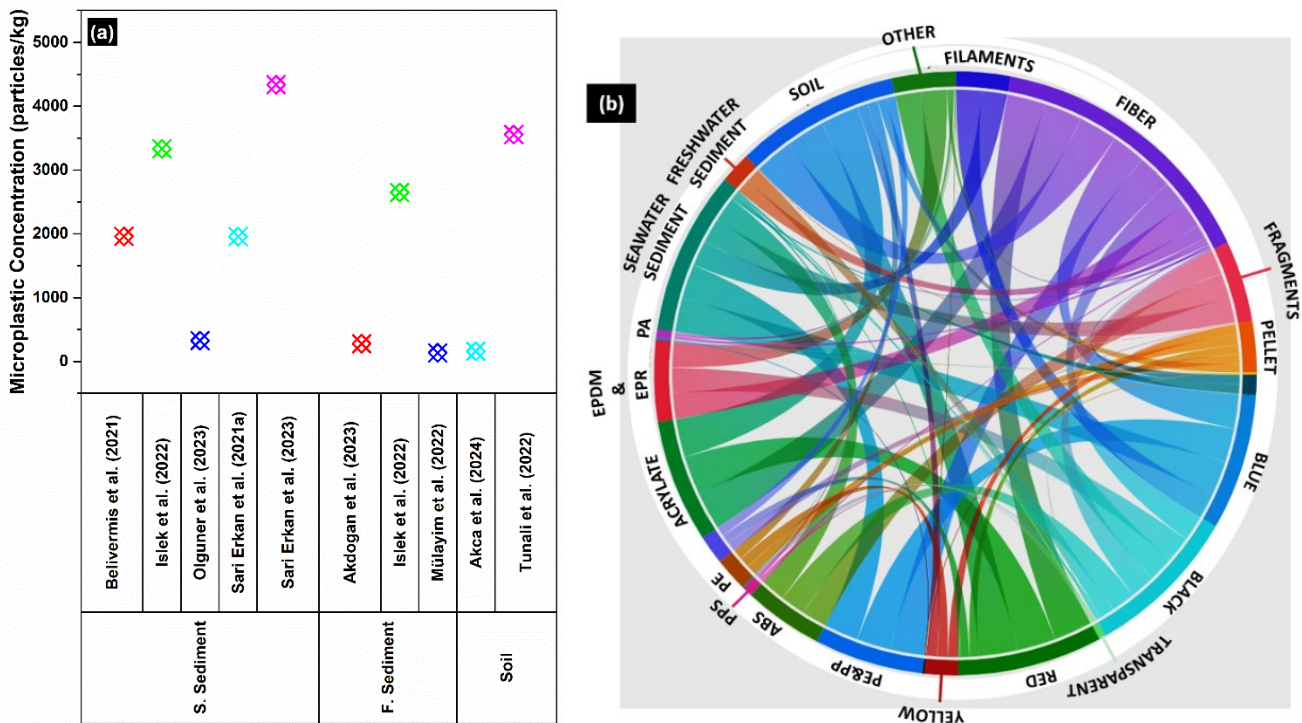 (a)
Microplastic Concentration (particles/kg)
5000
4000
3000
2000
1000
0
Belivermis et al. (2021)
Islek et al. (2022)
Olguner et al. (2023)
Sari Erkan et al. (2021a)
Sari Erkan et al. (2023)
Akdogan et al. (2023)
Islek et al. (2022)
Mülayim et al. (2022)
Akca et al. (2024)
Tunali et al. (2022)
S. Sediment
F. Sediment
Soil
(b)
OTHER
FILAMENTS
FIBER
FRAGMENTS
PELLET
BLUE
BLACK
TRANSPARENT
RED
YELLOW
PE&PP
ABS
PPS
PE
ACRYLATE
EPDM
&
EPR
PA
SEAWATER
SEDIMENT
FRESHWATER
SEDIMENT
SOIL